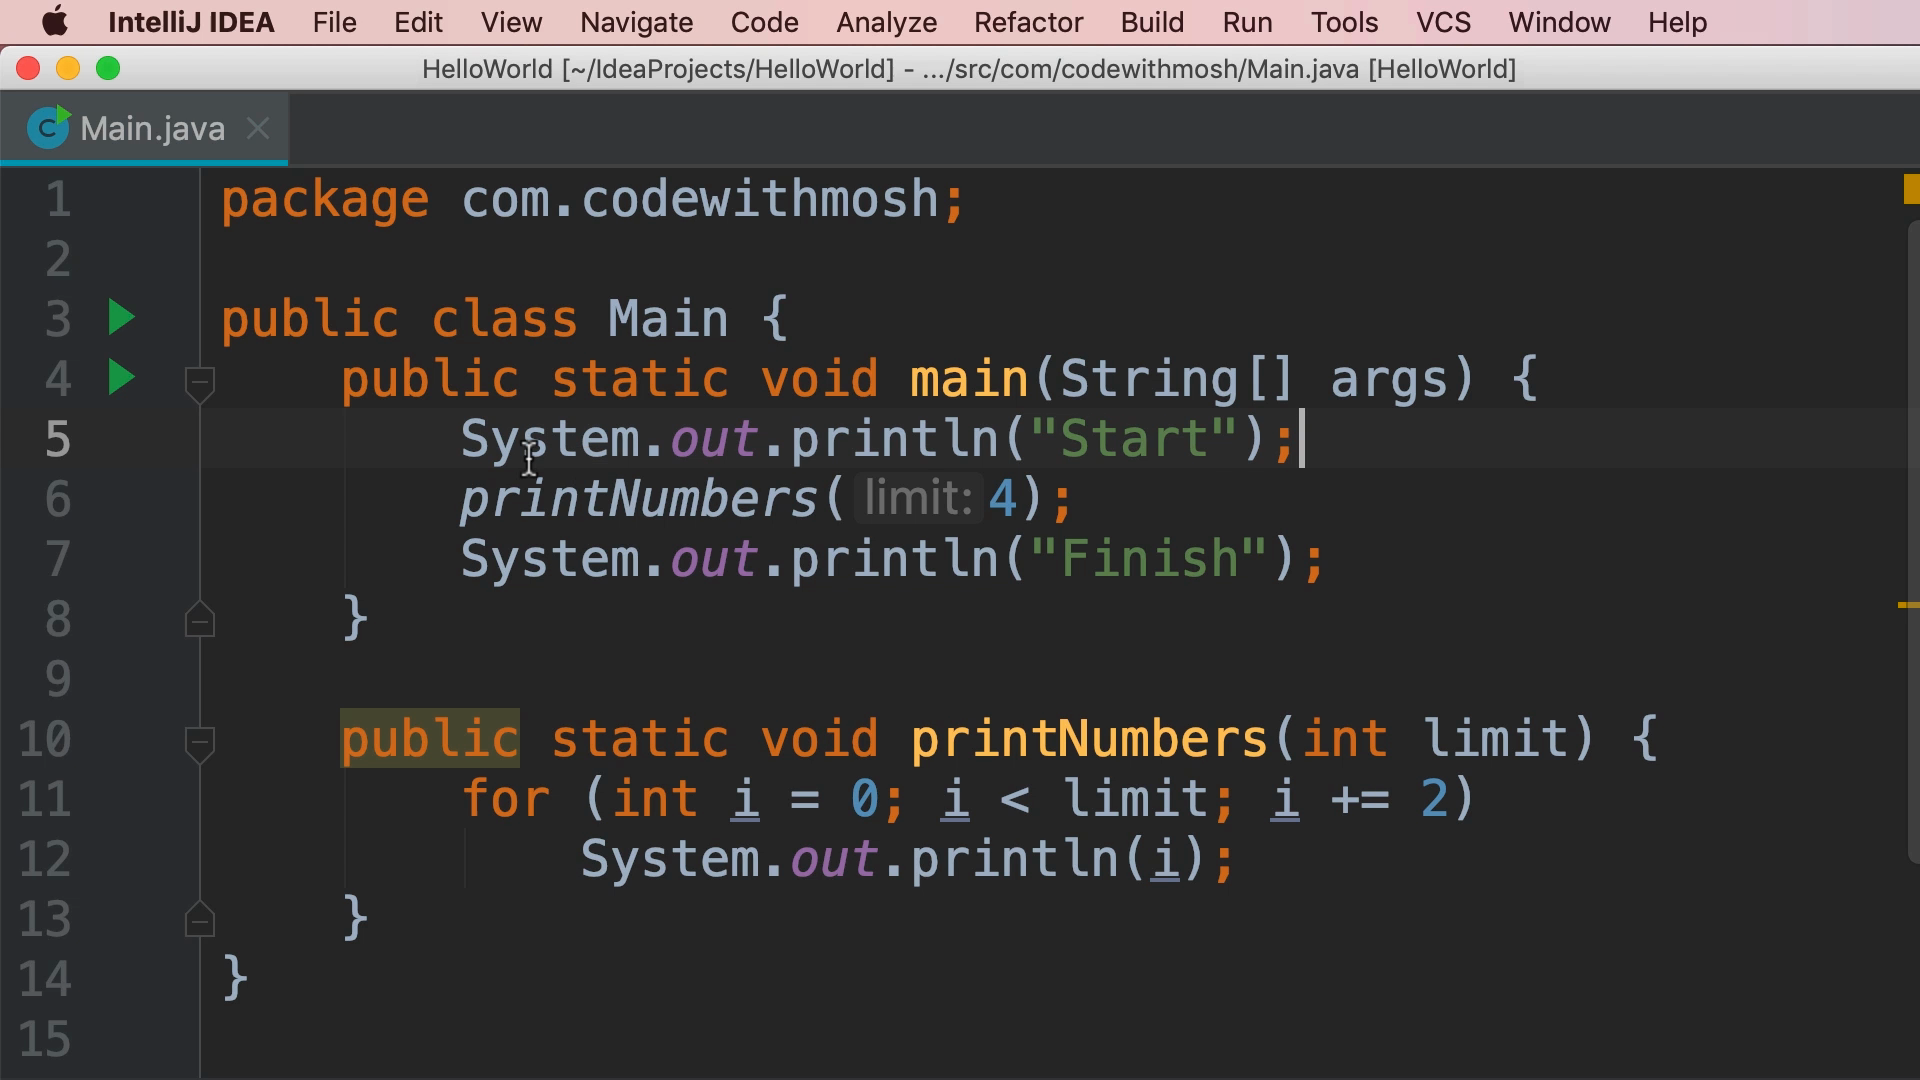 IntelliJ IDEA File Edit View Navigate Code Analyze Refactor Build Run Tools VCS Window Help
HelloWorld [~/IdeaProjects/HelloWorld] - .../src/com/codewithmosh/Main.java [HelloWorld]
C Main.java
1 package com.codewithmosh;
2
3 public class Main {
4     public static void main(String[] args) {
5         System.out.println("Start");
6         printNumbers( limit: 4);
7         System.out.println("Finish");
8     }
9
10     public static void printNumbers(int limit) {
11         for (int i = 0; i < limit; i += 2)
12             System.out.println(i);
13     }
14 }
15